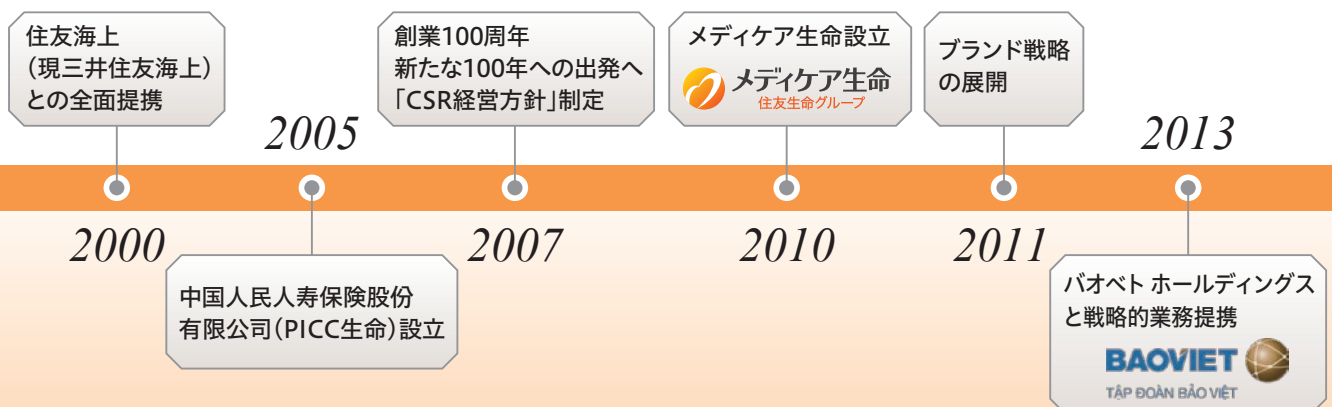 住友海上
(現三井住友海上)
との全面提携
2000
2005
中国人民人寿保険股份
有限公司(PICC生命)設立
創業100周年
新たな100年への出発へ
「CSR経営方針」制定
2007
メディケア生命設立
メディケア生命
住友生命グループ
2010
ブランド戦略
の展開
2011
2013
バオベト ホールディングス
と戦略的業務提携
BAOVIET
TẬP ĐOÀN BẢO VIỆT